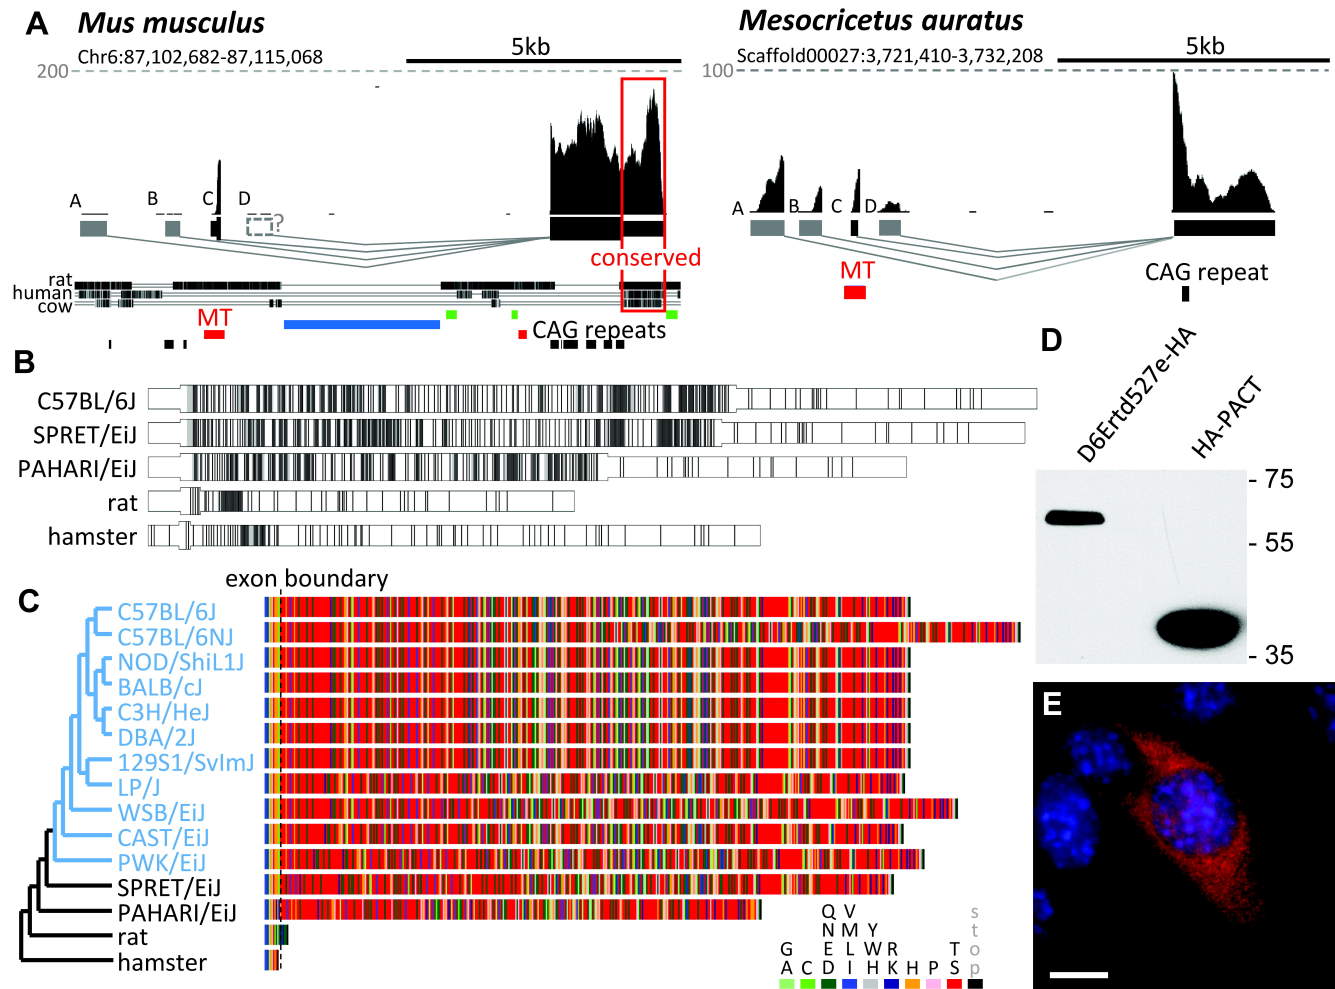 A
Mus musculus
Chr6:87,102,682-87,115,068
5kb
200
A
B
C
D
?
conserved
rat
human
cow
MT
CAG repeats
Mesocricetus auratus
Scaffold00027:3,721,410-3,732,208
5kb
100
A
B
C
D
MT
CAG repeat
B
C57BL/6J
SPRET/EiJ
PAHARI/EiJ
rat
hamster
C
exon boundary
C57BL/6J
C57BL/6NJ
NOD/ShiL1J
BALB/cJ
C3H/HeJ
DBA/2J
129S1/SvImJ
LP/J
WSB/EiJ
CAST/EiJ
PWK/EiJ
SPRET/EiJ
PAHARI/EiJ
rat
hamster
Q V s
N M Y t
G E L W R T o
A C D I H K H P S p
D
D6Ertd527e-HA
HA-PACT
- 75
- 55
- 35
E